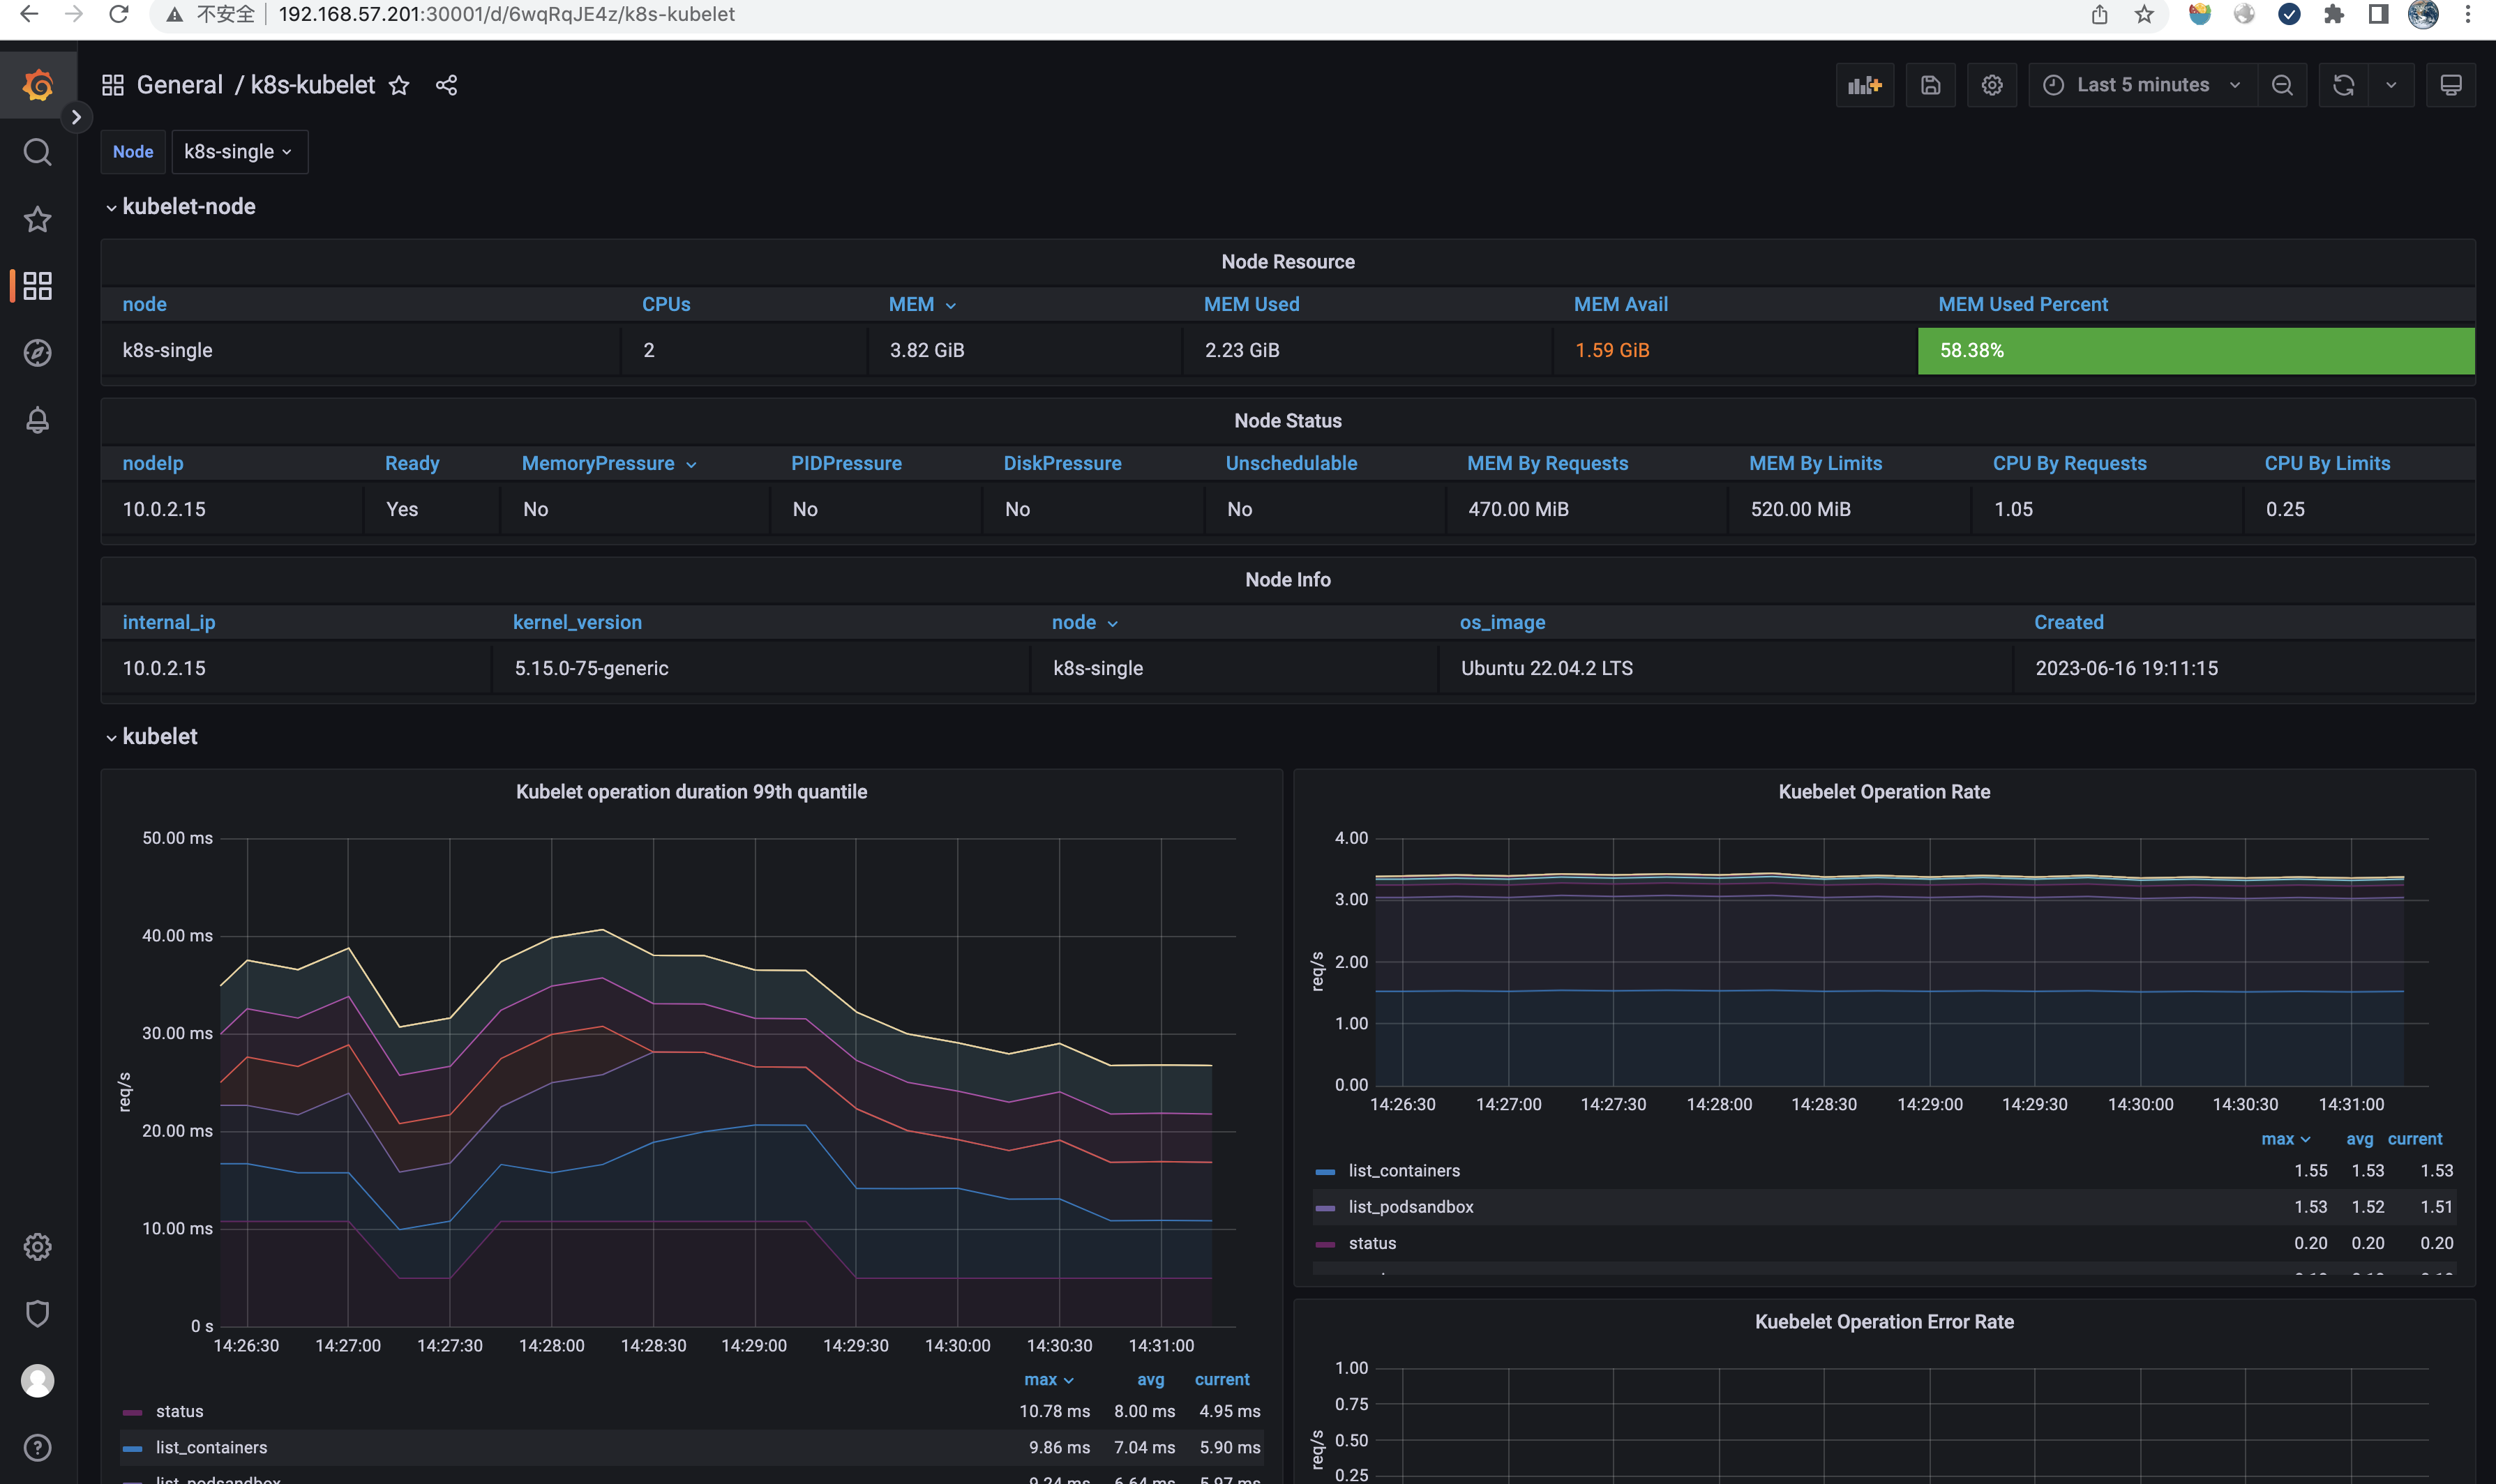 不安全 192.168.57.201:30001/d/6wqRqJE4z/k8s-kubelet
General / k8s-kubelet
Last 5 minutes
Node k8s-single
kubelet-node
Node Resource
node CPUs MEM MEM Used MEM Avail MEM Used Percent
k8s-single 2 3.82 GiB 2.23 GiB 1.59 GiB 58.38%
Node Status
nodeIp Ready MemoryPressure PIDPressure DiskPressure Unschedulable MEM By Requests MEM By Limits CPU By Requests CPU By Limits
10.0.2.15 Yes No No No No 470.00 MiB 520.00 MiB 1.05 0.25
Node Info
internal_ip kernel_version node os_image Created
10.0.2.15 5.15.0-75-generic k8s-single Ubuntu 22.04.2 LTS 2023-06-16 19:11:15
kubelet
Kubelet operation duration 99th quantile
50.00 ms
40.00 ms
30.00 ms
20.00 ms
10.00 ms
0 s
req/s
14:26:30 14:27:00 14:27:30 14:28:00 14:28:30 14:29:00 14:29:30 14:30:00 14:30:30 14:31:00
max avg current
status 10.78 ms 8.00 ms 4.95 ms
list_containers 9.86 ms 7.04 ms 5.90 ms
list_podsandbox 9.24 ms 6.64 ms 5.97 ms
Kuebelet Operation Rate
4.00
3.00
2.00
1.00
0.00
req/s
14:26:30 14:27:00 14:27:30 14:28:00 14:28:30 14:29:00 14:29:30 14:30:00 14:30:30 14:31:00
max avg current
list_containers 1.55 1.53 1.53
list_podsandbox 1.53 1.52 1.51
status 0.20 0.20 0.20
Kuebelet Operation Error Rate
1.00
0.75
0.50
0.25
req/s